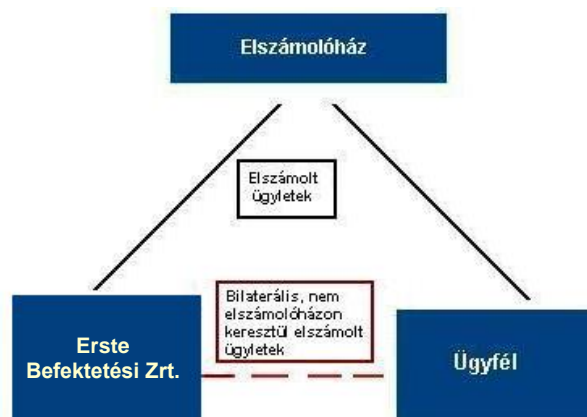 Elszámolóház
Elszámolt
ügyletek
Bilaterális, nem
elszámolóházon
keresztül elszámolt
ügyletek
Erste
Befektetési Zrt.
Ügyfél